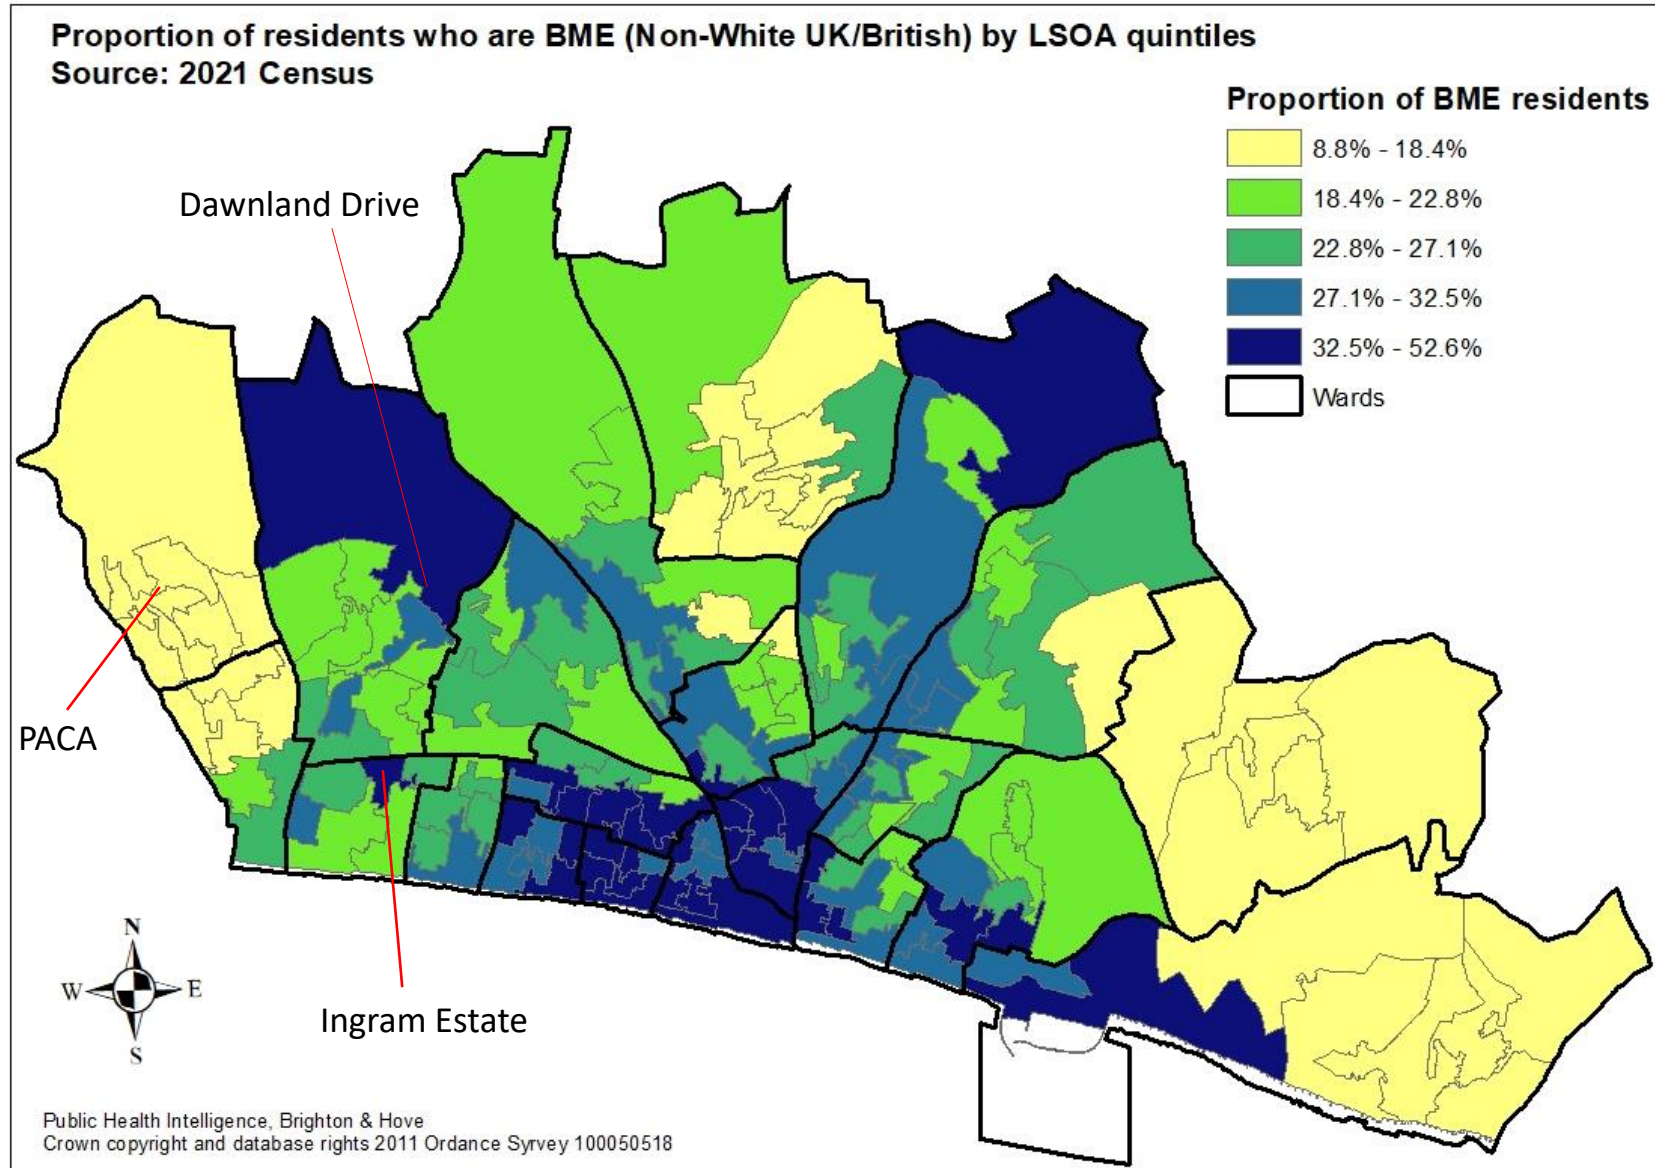 Proportion of residents who are BME (Non-White UK/British) by LSOA quintiles
Source: 2021 Census
Proportion of BME residents
8.8% - 18.4%
18.4% - 22.8%
22.8% - 27.1%
27.1% - 32.5%
32.5% - 52.6%
Wards
Dawnland Drive
PACA
Ingram Estate
N
W E
S
Public Health Intelligence, Brighton & Hove
Crown copyright and database rights 2011 Ordance Syrvey 100050518